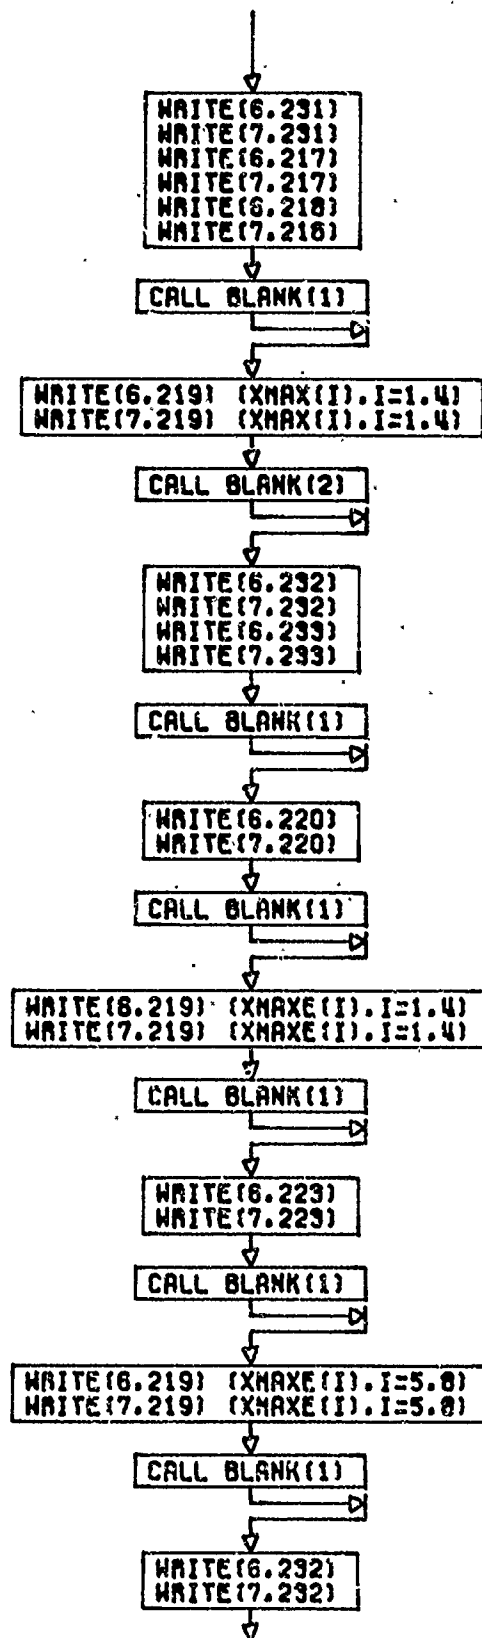 WRITE(6,231)
WRITE(7,231)
WRITE(6,217)
WRITE(7,217)
WRITE(6,218)
WRITE(7,218)
CALL BLANK(1)
WRITE(6,219) (XMAX(I),I=1,4)
WRITE(7,219) (XMAX(I),I=1,4)
CALL BLANK(2)
WRITE(6,232)
WRITE(7,232)
WRITE(6,233)
WRITE(7,233)
CALL BLANK(1)
WRITE(6,220)
WRITE(7,220)
CALL BLANK(1)
WRITE(6,219) (XMAXE(I),I=1,4)
WRITE(7,219) (XMAXE(I),I=1,4)
CALL BLANK(1)
WRITE(6,223)
WRITE(7,223)
CALL BLANK(1)
WRITE(6,219) (XMAXE(I),I=5,8)
WRITE(7,219) (XMAXE(I),I=5,8)
CALL BLANK(1)
WRITE(6,232)
WRITE(7,232)